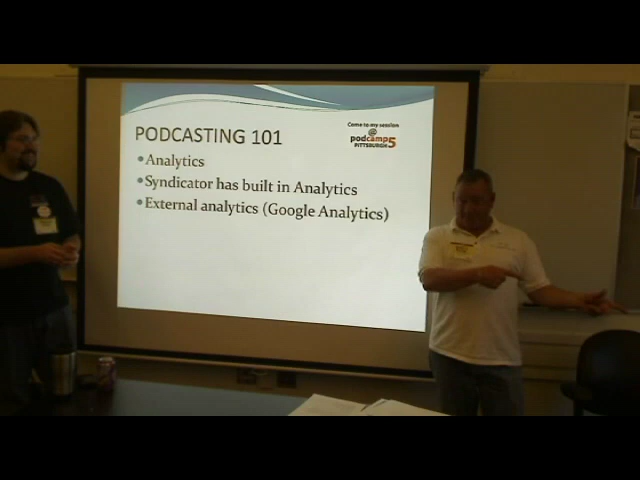 Come to my session
@
podcamp
PITTSBURGH 5
PODCASTING 101
•Analytics
•Syndicator has built in Analytics
•External analytics (Google Analytics)